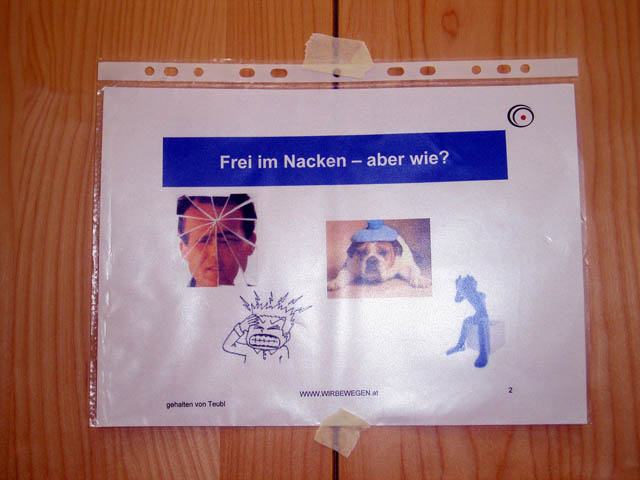 Frei im Nacken – aber wie?
WWW.WIRBEWEGEN.at
2
gehalten von Teubl